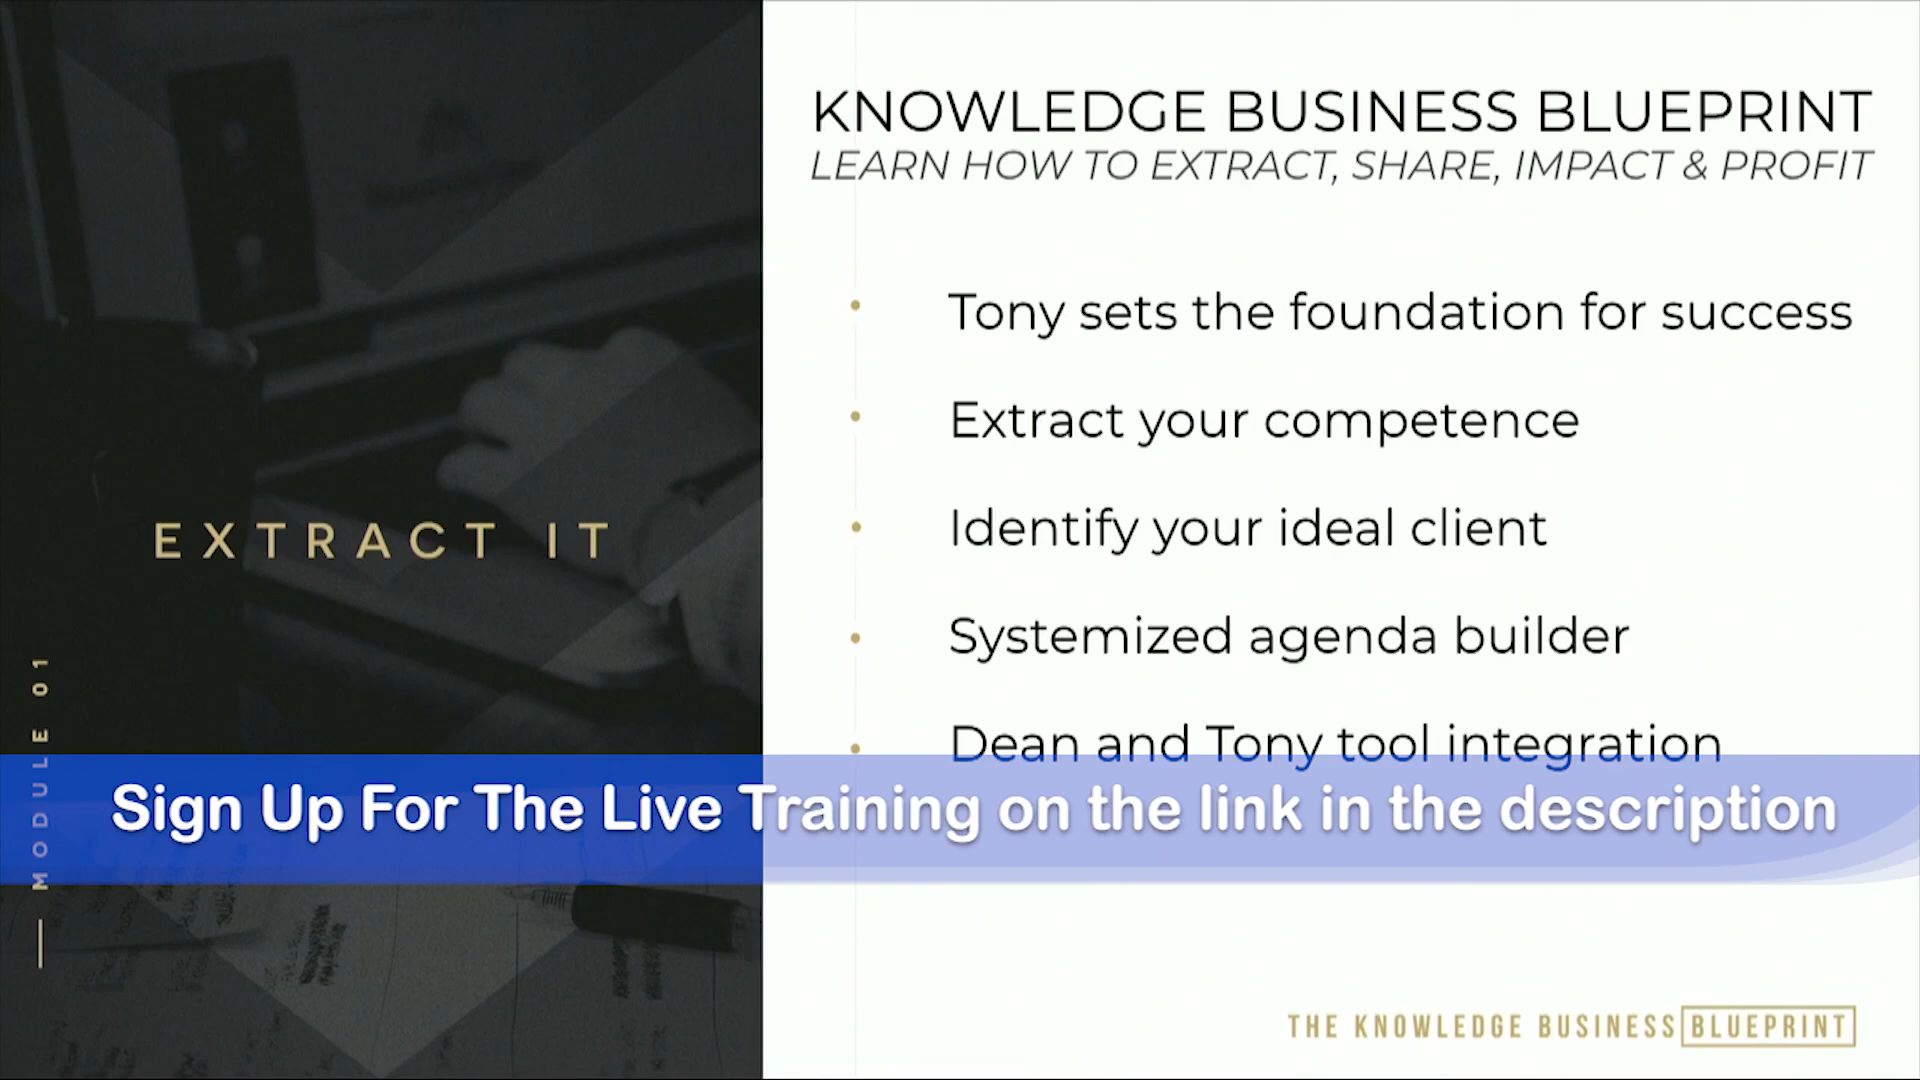 KNOWLEDGE BUSINESS BLUEPRINT
LEARN HOW TO EXTRACT, SHARE, IMPACT & PROFIT
EXTRACT IT
MODULE 01
Tony sets the foundation for success
Extract your competence
Identify your ideal client
Systemized agenda builder
Dean and Tony tool integration
Sign Up For The Live Training on the link in the description
THE KNOWLEDGE BUSINESS BLUEPRINT